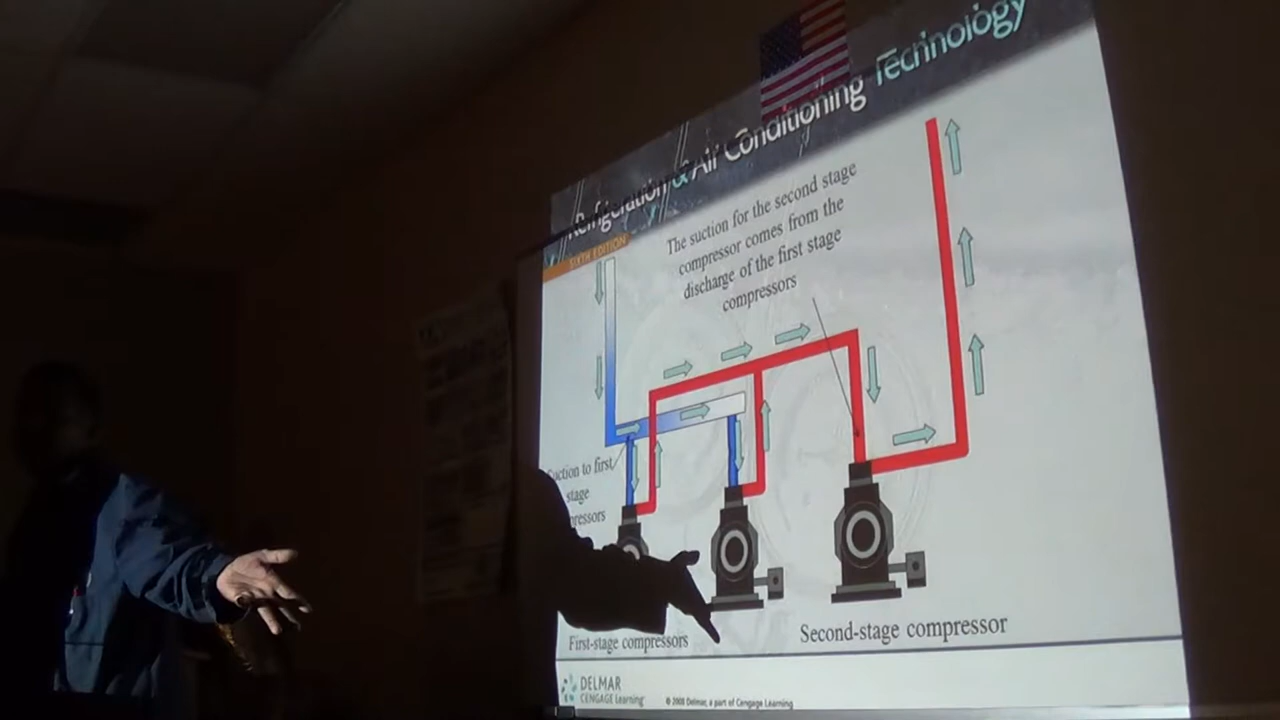 Refrigeration & Air Conditioning Technology
SIXTH EDITION
The suction for the second stage
compressor comes from the
discharge of the first stage
compressors
Suction to first
stage
First-stage compressors
Second-stage compressor
DELMAR
CENGAGE Learning
© 2008 Delmar, a part of Cengage Learning